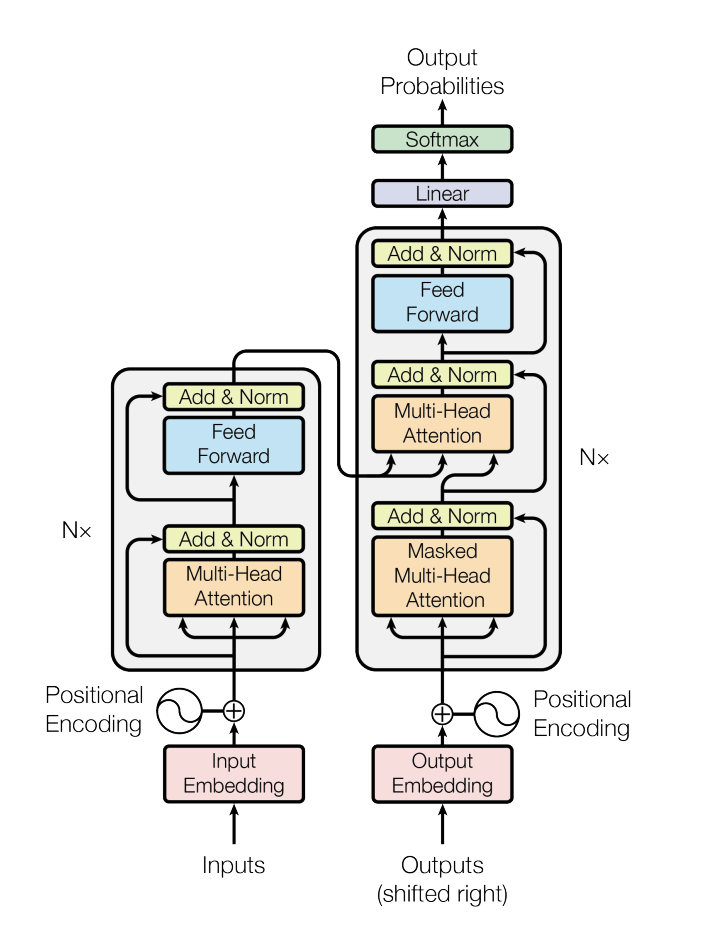 Output
Probabilities
Softmax
Linear
Add & Norm
Feed
Forward
Add & Norm
Multi-Head
Attention
Add & Norm
Masked
Multi-Head
Attention
Nx
Add & Norm
Feed
Forward
Add & Norm
Multi-Head
Attention
Nx
Positional
Encoding
Positional
Encoding
Input
Embedding
Output
Embedding
Inputs
Outputs
(shifted right)